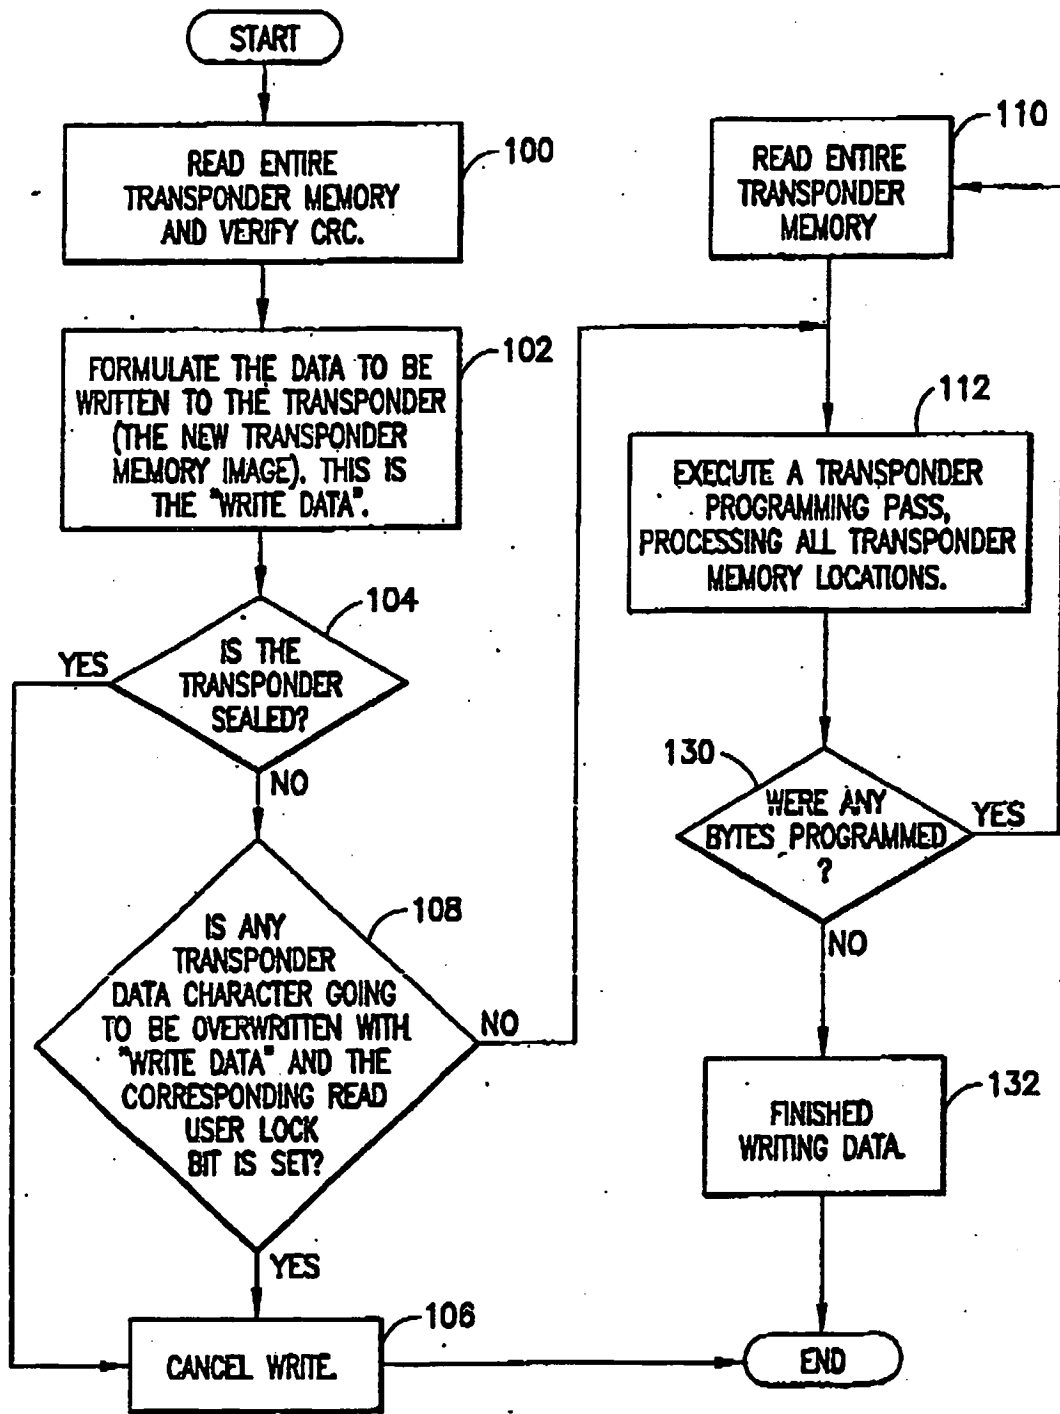 START
READ ENTIRE
TRANSPONDER MEMORY
AND VERIFY CRC.
100
FORMULATE THE DATA TO BE
WRITTEN TO THE TRANSPONDER
(THE NEW TRANSPONDER
MEMORY IMAGE). THIS IS
THE "WRITE DATA".
102
IS THE
TRANSPONDER
SEALED?
104
YES
NO
IS ANY
TRANSPONDER
DATA CHARACTER GOING
TO BE OVERWRITTEN WITH
"WRITE DATA" AND THE
CORRESPONDING READ
USER LOCK
BIT IS SET?
108
NO
YES
CANCEL WRITE.
106
READ ENTIRE
TRANSPONDER
MEMORY
110
EXECUTE A TRANSPONDER
PROGRAMMING PASS,
PROCESSING ALL TRANSPONDER
MEMORY LOCATIONS.
112
WERE ANY
BYTES PROGRAMMED
?
130
YES
NO
FINISHED
WRITING DATA.
132
END